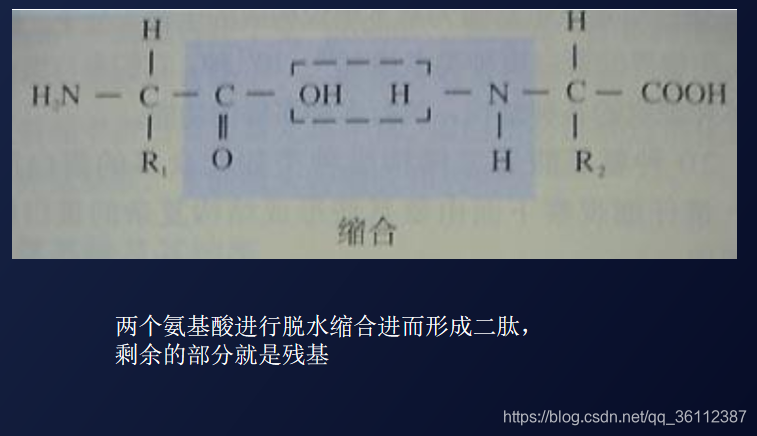 H H
H₂N — C — C — OH H — N — C — COOH
R₁ O H R₂
缩合
两个氨基酸进行脱水缩合进而形成二肽，
剩余的部分就是残基
https://blog.csdn.net/qq_36112387